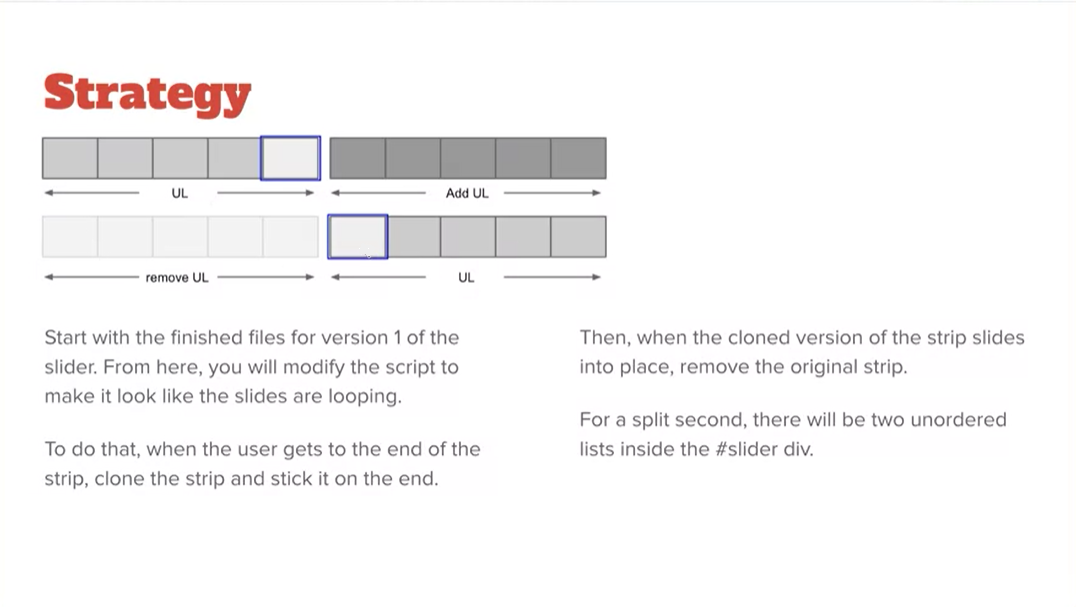 Strategy
UL
Add UL
remove UL
UL
Start with the finished files for version 1 of the
slider. From here, you will modify the script to
make it look like the slides are looping.
To do that, when the user gets to the end of the
strip, clone the strip and stick it on the end.
Then, when the cloned version of the strip slides
into place, remove the original strip.
For a split second, there will be two unordered
lists inside the #slider div.